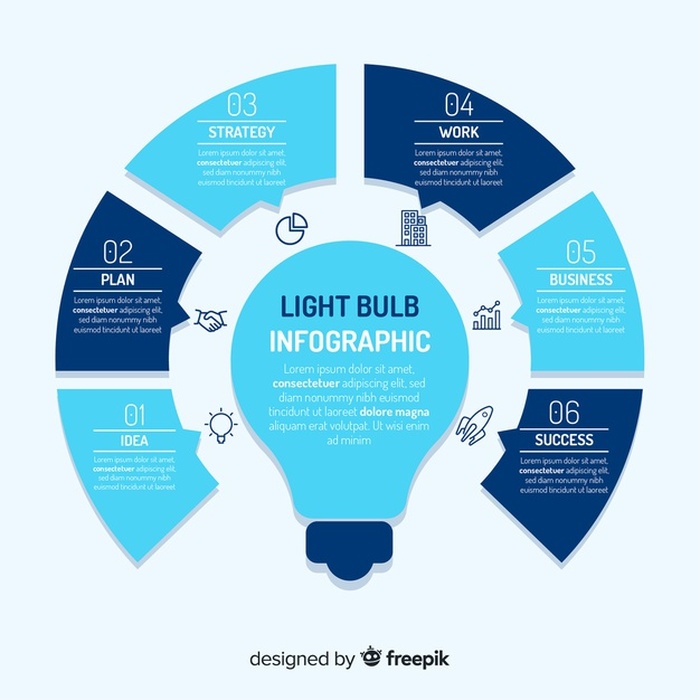 03
STRATEGY
Lorem ipsum dolor sit amet,
consectetuer adipiscing elit,
sed diam nonummy nibh
euismod tincidunt ut laoreet
04
WORK
Lorem ipsum dolor sit amet,
consectetuer adipiscing elit,
sed diam nonummy nibh
euismod tincidunt ut laoreet
02
PLAN
Lorem ipsum dolor sit amet,
consectetuer adipiscing elit,
sed diam nonummy nibh
euismod tincidunt ut laoreet
05
BUSINESS
Lorem ipsum dolor sit amet,
consectetuer adipiscing elit,
sed diam nonummy nibh
euismod tincidunt ut laoreet
LIGHT BULB
INFOGRAPHIC
Lorem ipsum dolor sit amet,
consectetuer adipiscing elit, sed
diam nonummy nibh euismod
tincidunt ut laoreet dolore magna
aliquam erat volutpat. Ut wisi enim
ad minim
01
IDEA
Lorem ipsum dolor sit amet,
consectetuer adipiscing elit,
sed diam nonummy nibh
euismod tincidunt ut laoreet
06
SUCCESS
Lorem ipsum dolor sit amet,
consectetuer adipiscing elit,
sed diam nonummy nibh
euismod tincidunt ut laoreet
designed by freepik